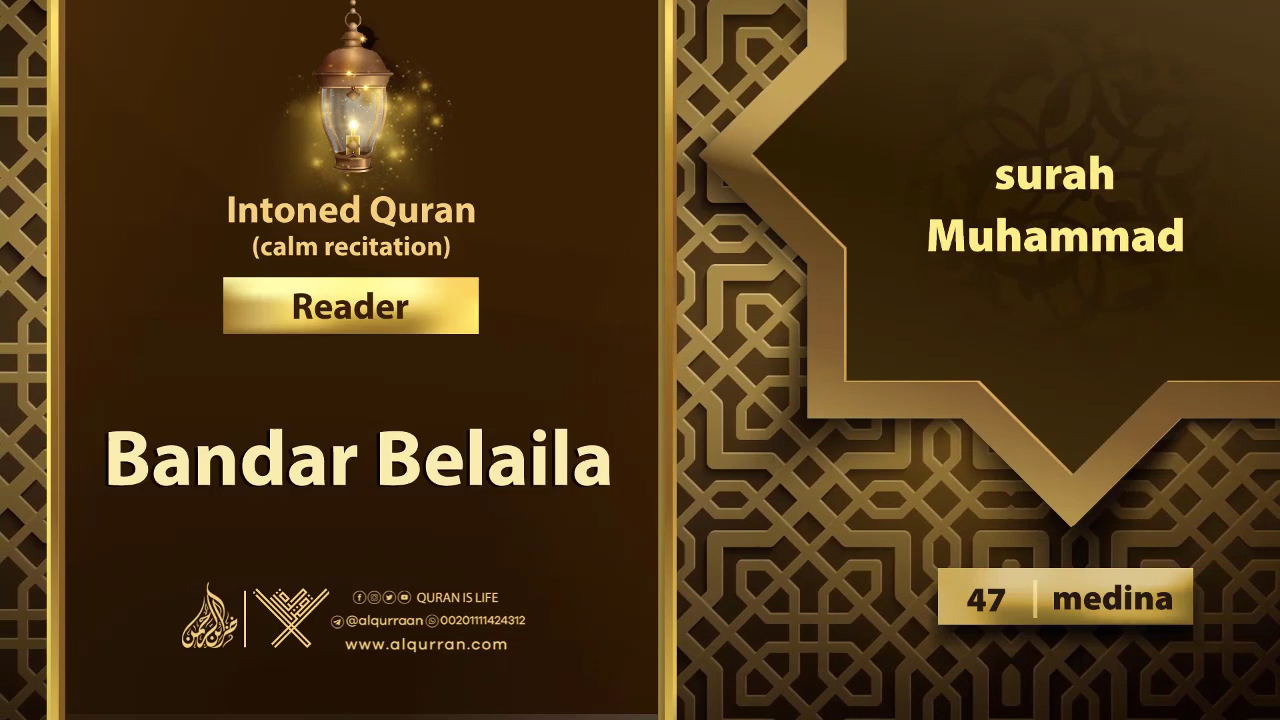 Intoned Quran
(calm recitation)
Reader
Bandar Belaila
QURAN IS LIFE
@alqurraan 00201111424312
www.alqurran.com
surah
Muhammad
47 medina